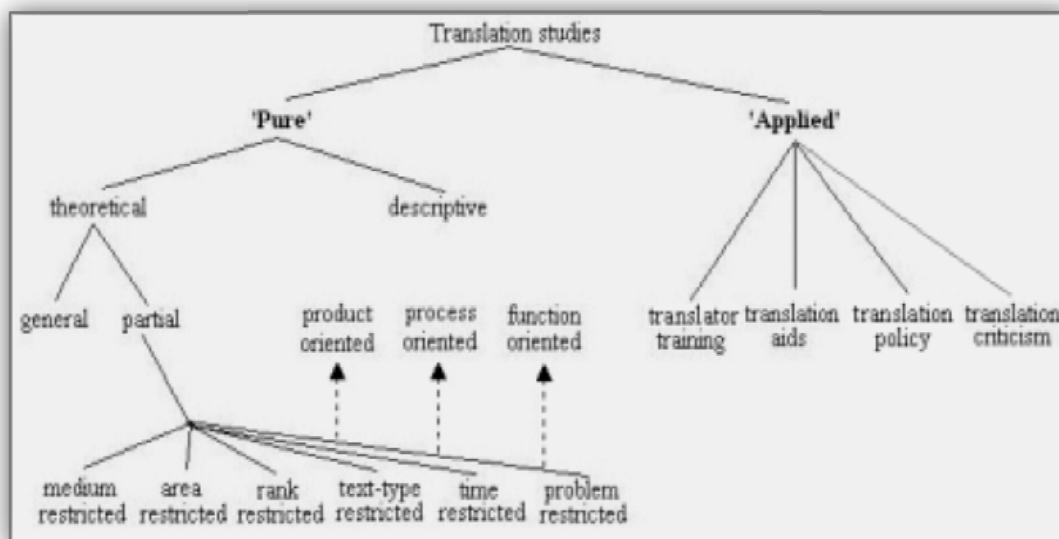 Translation studies
'Pure'
'Applied'
theoretical
descriptive
general
partial
product
oriented
process
oriented
function
oriented
translator
training
translation
aids
translation
policy
translation
criticism
medium
restricted
area
restricted
rank
restricted
text-type
restricted
time
restricted
problem
restricted